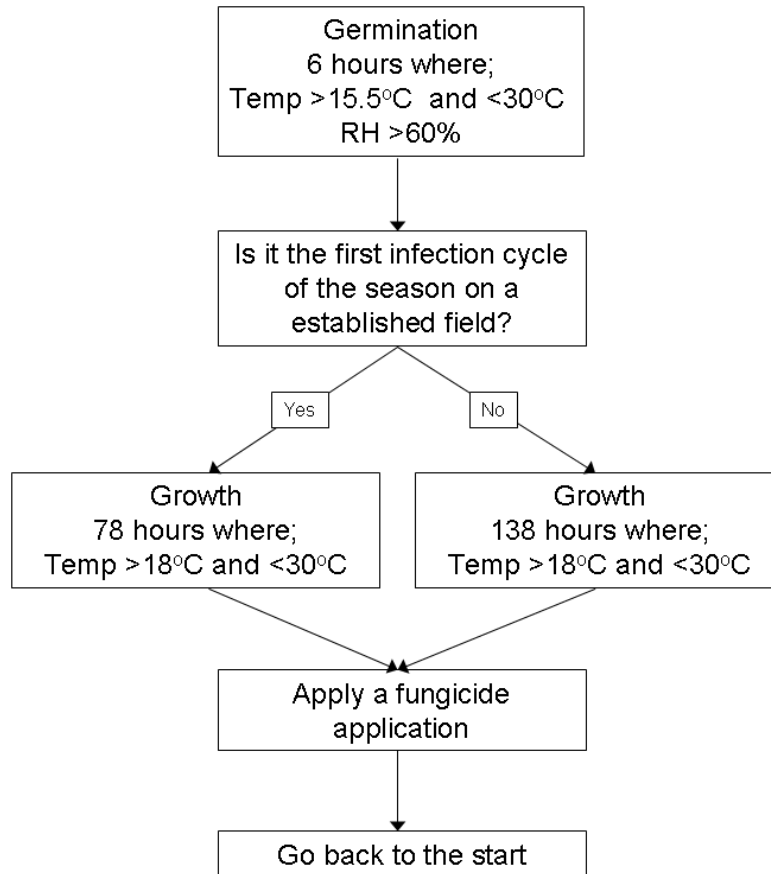 Germination
6 hours where;
Temp >15.5°C  and <30°C
RH >60%
Is it the first infection cycle
of the season on a
established field?
Yes
No
Growth
78 hours where;
Temp >18°C and <30°C
Growth
138 hours where;
Temp >18°C and <30°C
Apply a fungicide
application
Go back to the start